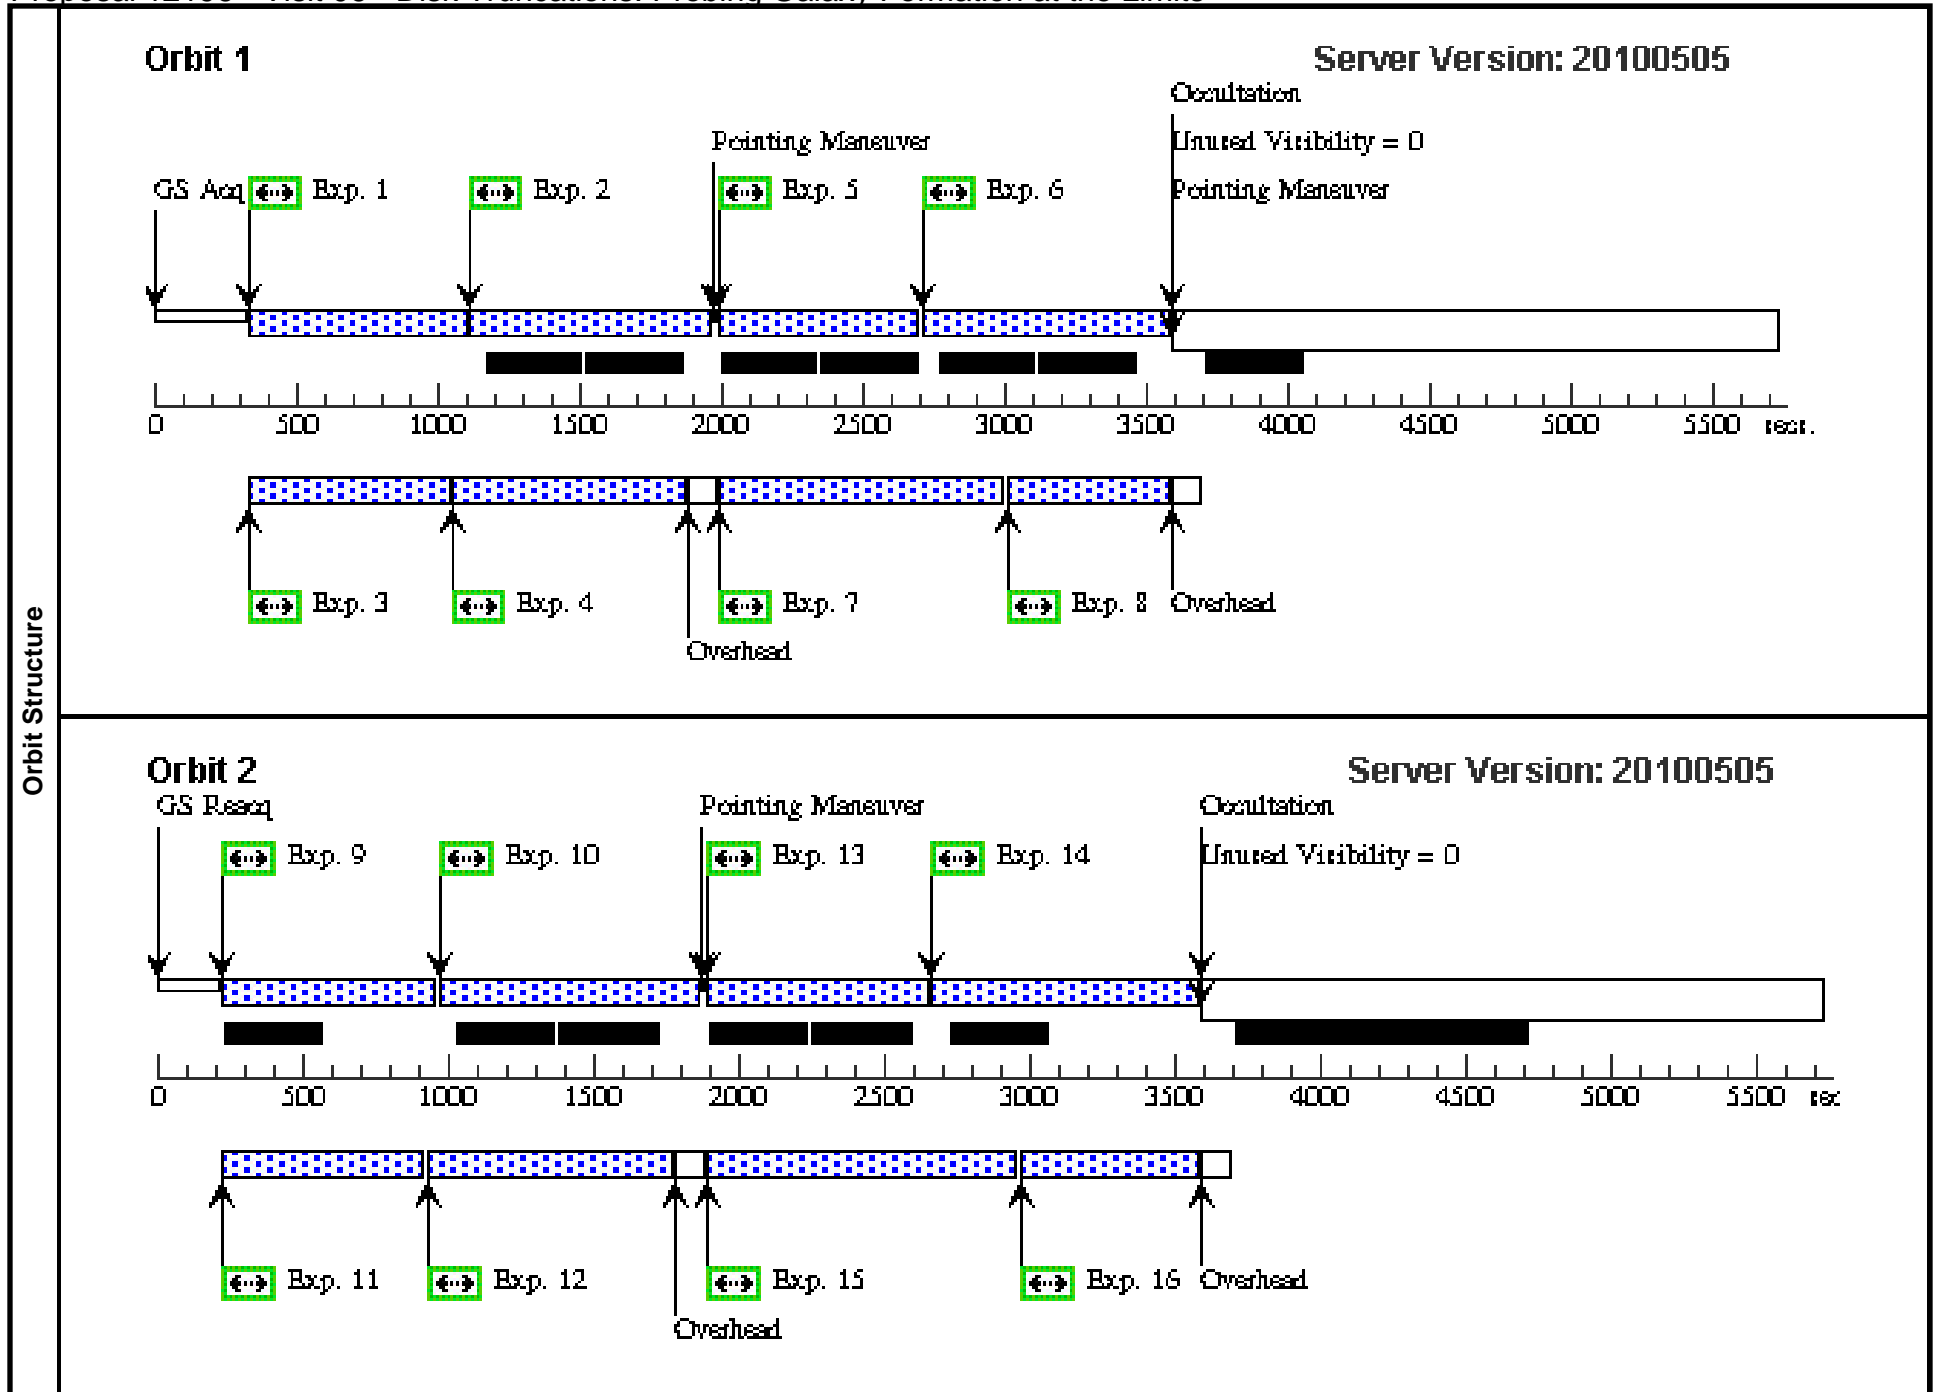 Orbit Structure
Orbit 1
Server Version: 20100505
Occultation
Pointing Maneuver
Unused Visibility = 0
GS Acq
Exp. 1
Exp. 2
Exp. 5
Exp. 6
Pointing Maneuver
0 500 1000 1500 2000 2500 3000 3500 4000 4500 5000 5500 secs.
Exp. 3
Exp. 4
Exp. 7
Exp. 8
Overhead
Overhead
Orbit 2
Server Version: 20100505
GS Reacq
Pointing Maneuver
Occultation
Exp. 9
Exp. 10
Exp. 13
Exp. 14
Unused Visibility = 0
0 500 1000 1500 2000 2500 3000 3500 4000 4500 5000 5500 sec
Exp. 11
Exp. 12
Exp. 15
Exp. 16
Overhead
Overhead